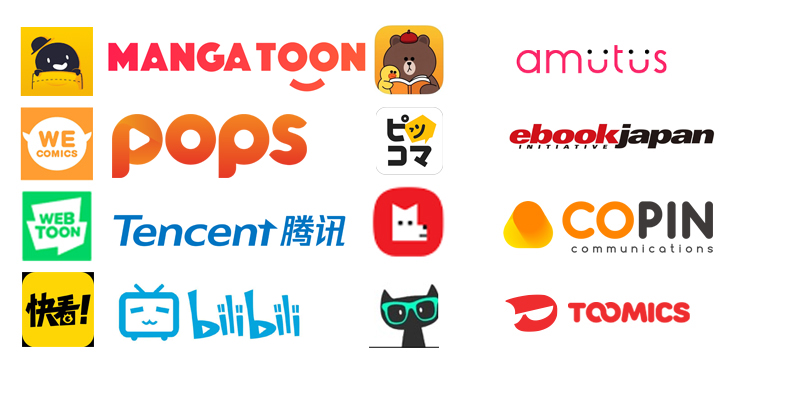 MANGATOON
amütüs
WE
COMICS
pops
ピッ
コマ
ebookjapan
INITIATIVE
WEB
TOON
Tencent 腾讯
COPIN
communications
快看!
bilibili
TOOMICS